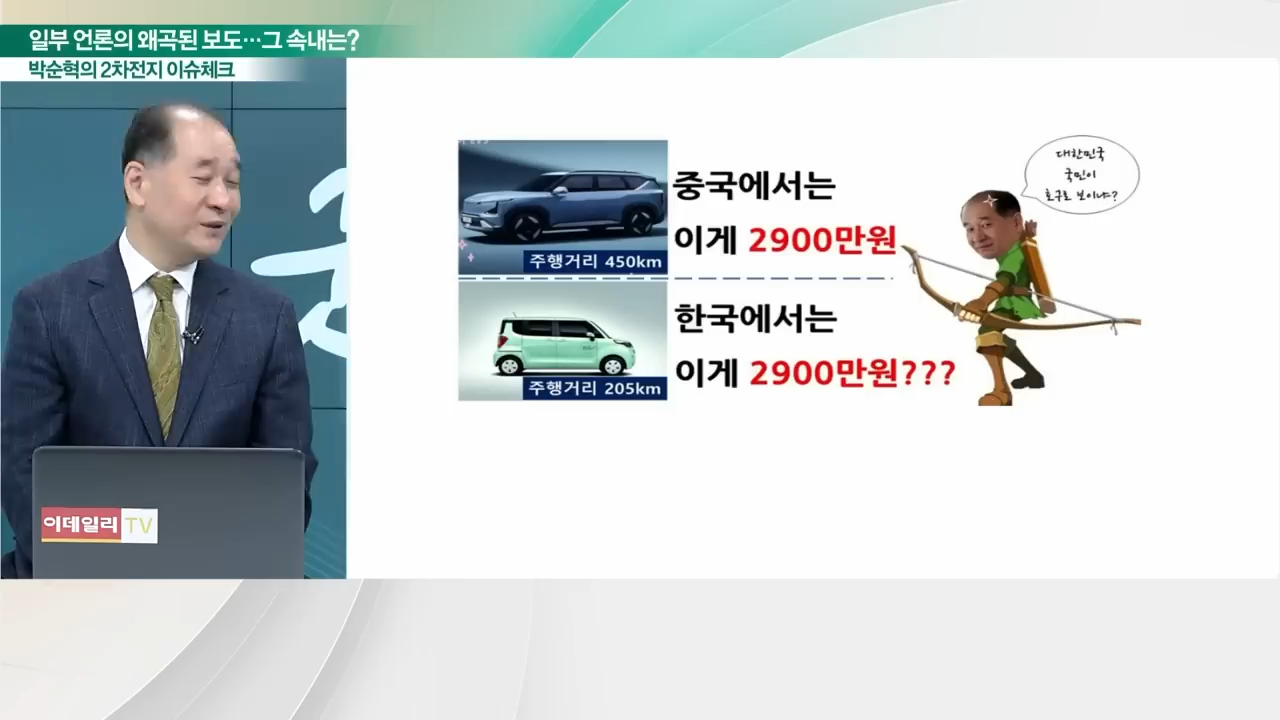 일부 언론의 왜곡된 보도…그 속내는?
박순혁의 2차전지 이슈체크
중국에서는
이게 2900만원
주행거리 450km
한국에서는
이게 2900만원???
주행거리 205km
대한민국
국민이
호구로 보이냐?
이데일리 TV